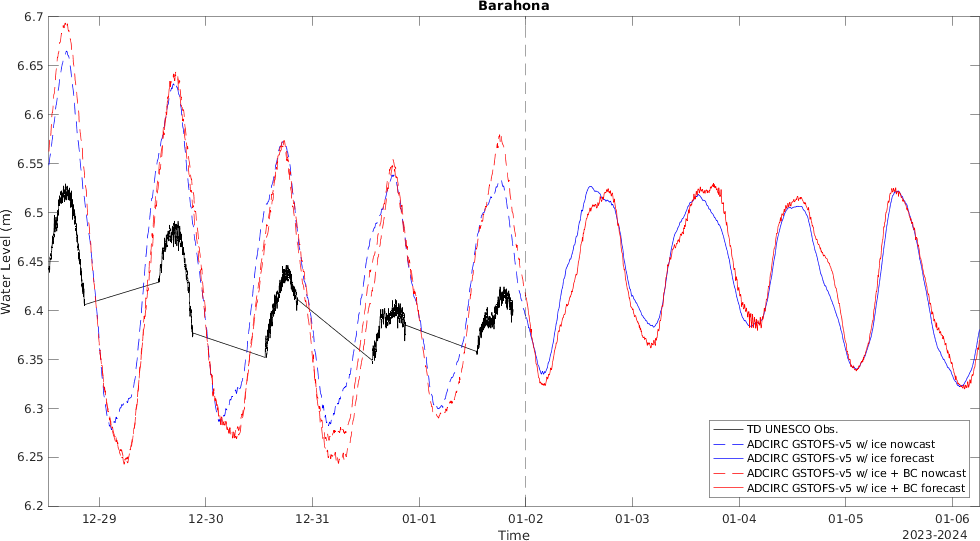 Barahona
6.7
6.65
6.6
6.55
6.5
6.45
6.4
6.35
6.3
6.25
6.2
Water Level (m)
12-29 12-30 12-31 01-01 01-02 01-03 01-04 01-05 01-06
Time
2023-2024
TD UNESCO Obs.
ADCIRC GSTOFS-v5 w/ ice nowcast
ADCIRC GSTOFS-v5 w/ ice forecast
ADCIRC GSTOFS-v5 w/ ice + BC nowcast
ADCIRC GSTOFS-v5 w/ ice + BC forecast